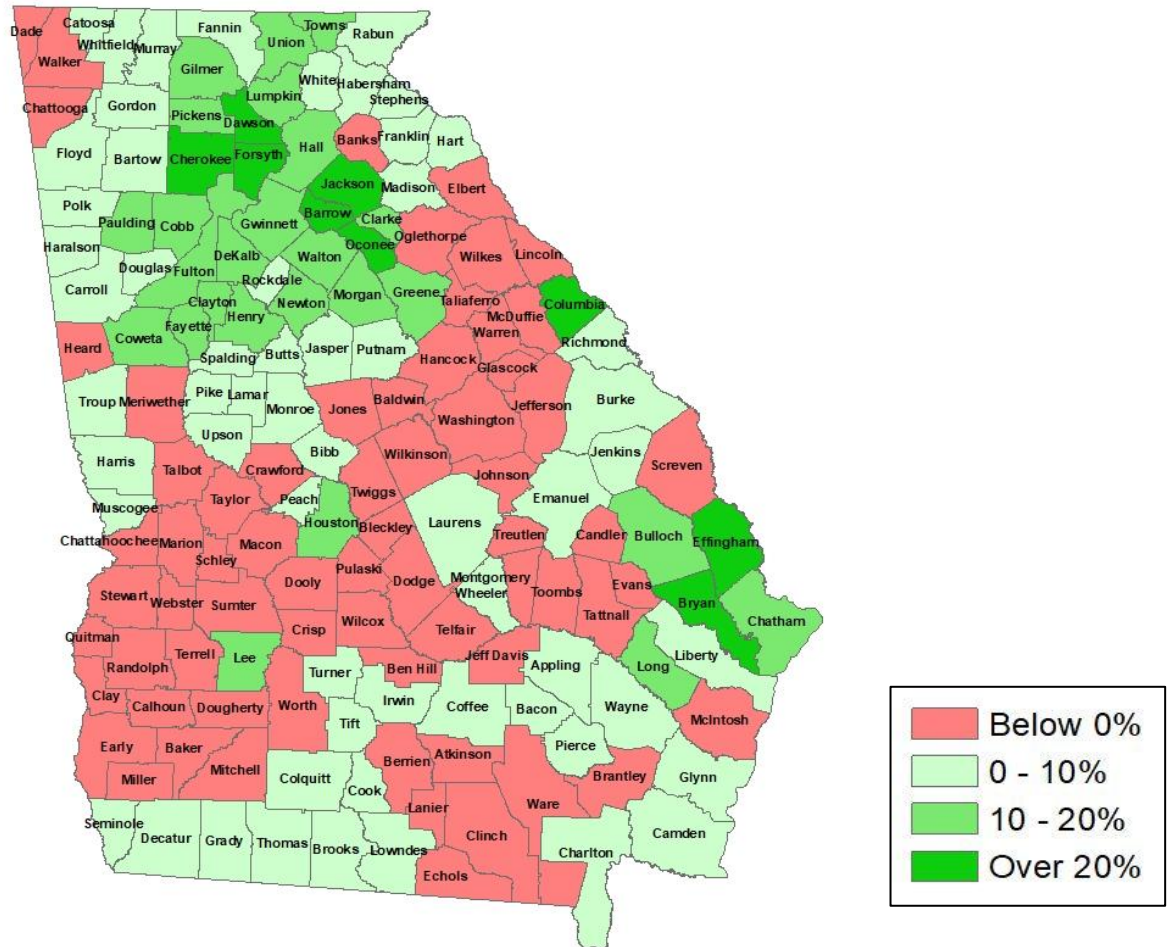 Dade
Catoosa
Whitfield
Murray
Fannin
Union
Towns
Rabun
Walker
Gilmer
White
Habersham
Stephens
Lumpkin
Chattooga
Gordon
Pickens
Dawson
Floyd
Bartow
Cherokee
Forsyth
Hall
Banks
Franklin
Hart
Jackson
Madison
Elbert
Polk
Paulding
Cobb
Gwinnett
Barrow
Clarke
Oglethorpe
Haralson
Douglas
Fulton
DeKalb
Walton
Oconee
Wilkes
Lincoln
Carroll
Rockdale
Clayton
Henry
Newton
Morgan
Greene
Taliaferro
McDuffie
Columbia
Heard
Coweta
Fayette
Spalding
Butts
Jasper
Putnam
Hancock
Warren
Richmond
Glascock
Troup
Meriwether
Pike
Lamar
Monroe
Jones
Baldwin
Washington
Jefferson
Burke
Upson
Harris
Talbot
Crawford
Bibb
Wilkinson
Johnson
Jenkins
Screven
Muscogee
Taylor
Peach
Houston
Twiggs
Laurens
Emanuel
Chattahoochee
Marion
Macon
Bleckley
Treutlen
Candler
Bulloch
Effingham
Schley
Dooly
Pulaski
Dodge
Montgomery
Wheeler
Toombs
Evans
Bryan
Stewart
Webster
Sumter
Crisp
Wilcox
Telfair
Tattnall
Chatham
Quitman
Randolph
Terrell
Lee
Turner
Ben Hill
Jeff Davis
Appling
Long
Liberty
Clay
Calhoun
Dougherty
Worth
Irwin
Coffee
Bacon
Wayne
McIntosh
Tift
Early
Baker
Mitchell
Miller
Colquitt
Cook
Berrien
Atkinson
Pierce
Brantley
Glynn
Lanier
Ware
Seminole
Decatur
Grady
Thomas
Brooks
Lowndes
Clinch
Charlton
Camden
Echols
Below 0%
0 - 10%
10 - 20%
Over 20%